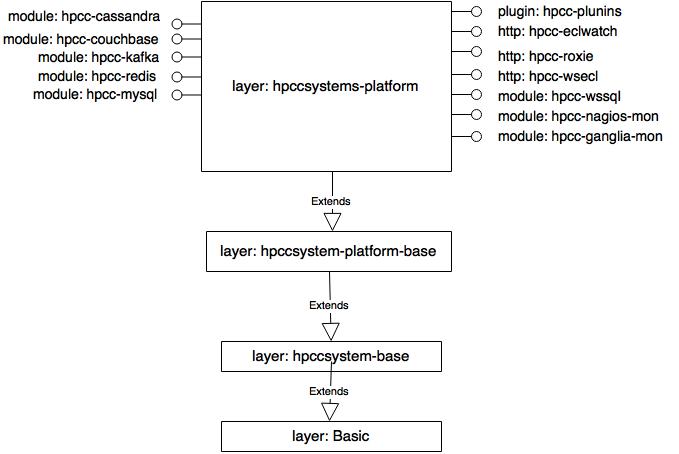 module: hpcc-cassandra
module: hpcc-couchbase
module: hpcc-kafka
module: hpcc-redis
module: hpcc-mysql
layer: hpccsystems-platform
plugin: hpcc-plunins
http: hpcc-eclwatch
http: hpcc-roxie
http: hpcc-wsecl
module: hpcc-wssql
module: hpcc-nagios-mon
module: hpcc-ganglia-mon
Extends
layer: hpccsystem-platform-base
Extends
layer: hpccsystem-base
Extends
layer: Basic